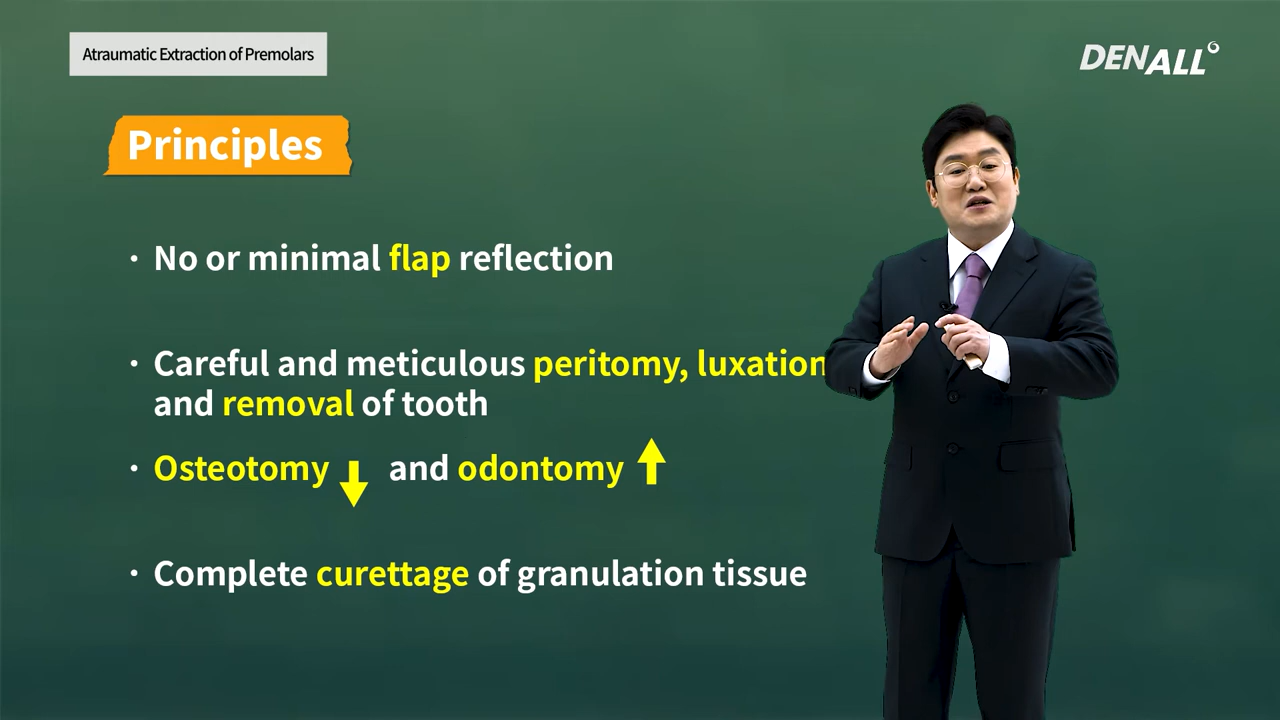 Atraumatic Extraction of Premolars
DENALL
Principles
· No or minimal flap reflection
· Careful and meticulous peritomy, luxation
and removal of tooth
· Osteotomy ↓ and odontomy ↑
· Complete curettage of granulation tissue